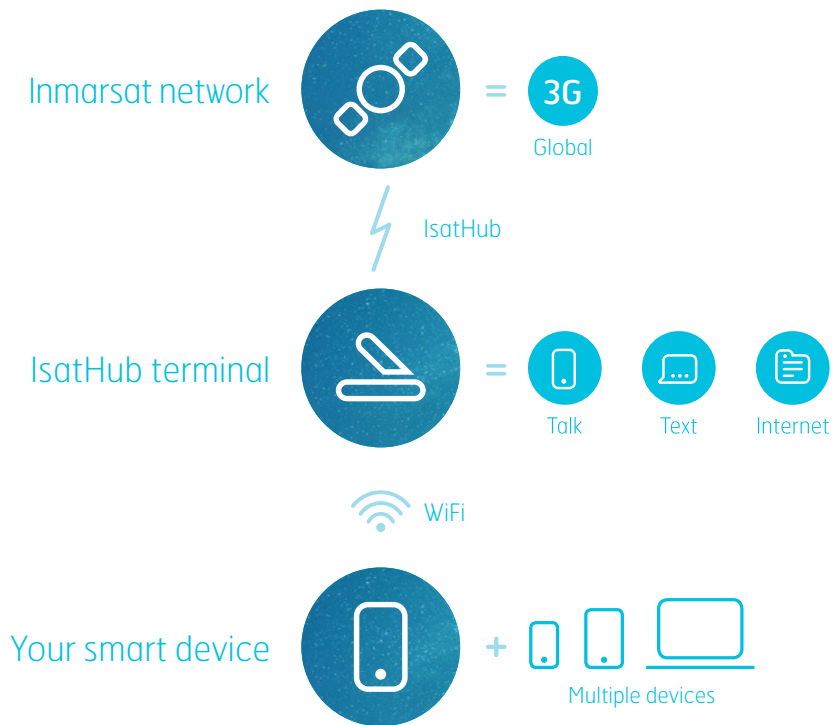 Inmarsat network
=
3G
Global
IsatHub
IsatHub terminal
=
Talk
Text
Internet
WiFi
Your smart device
+
Multiple devices